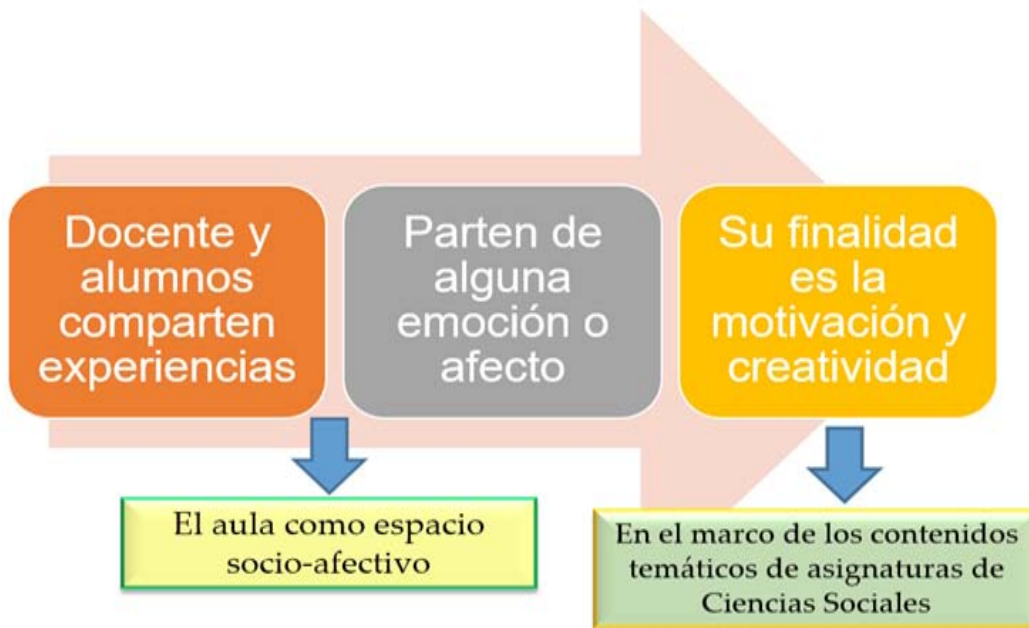 Docente y
alumnos
comparten
experiencias
Parten de
alguna
emoción o
afecto
Su finalidad
es la
motivación y
creatividad
El aula como espacio
socio-afectivo
En el marco de los contenidos
temáticos de asignaturas de
Ciencias Sociales